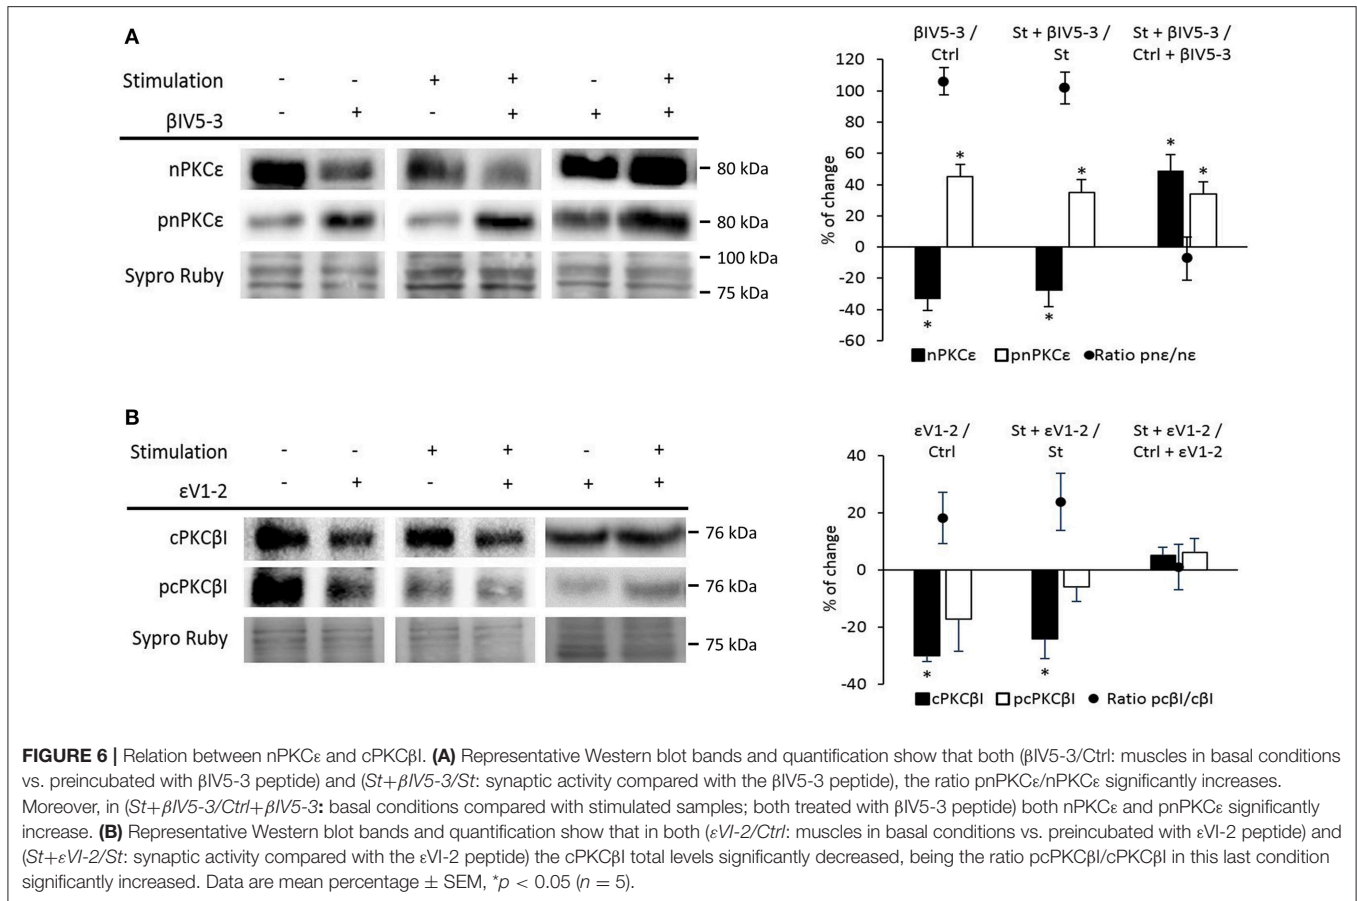 A
Stimulation - - + + - +
βIV5-3 - + - + + +
nPKCε 80 kDa
pnPKCε 80 kDa
Sypro Ruby 100 kDa
75 kDa
βIV5-3 / St + βIV5-3 / St + βIV5-3 /
Ctrl St Ctrl + βIV5-3
% of change
120
100
80
60
40
20
0
-20
-40
-60
* * * * * *
nPKCε pnPKCε Ratio pnε/nε
B
Stimulation - - + + - +
εV1-2 - + - + + +
cPKCβI 76 kDa
pcPKCβI 76 kDa
Sypro Ruby 75 kDa
εV1-2 / St + εV1-2 / St + εV1-2 /
Ctrl St Ctrl + εV1-2
% of change
40
20
0
-20
-40
* *
cPKCβI pcPKCβI Ratio pcβI/cβI
FIGURE 6 | Relation between nPKCε and cPKCβI. (A) Representative Western blot bands and quantification show that both (βIV5-3/Ctrl: muscles in basal conditions
vs. preincubated with βIV5-3 peptide) and (St+βIV5-3/St: synaptic activity compared with the βIV5-3 peptide), the ratio pnPKCε/nPKCε significantly increases.
Moreover, in (St+βIV5-3/Ctrl+βIV5-3: basal conditions compared with stimulated samples; both treated with βIV5-3 peptide) both nPKCε and pnPKCε significantly
increase. (B) Representative Western blot bands and quantification show that in both (εVI-2/Ctrl: muscles in basal conditions vs. preincubated with εVI-2 peptide) and
(St+εVI-2/St: synaptic activity compared with the εVI-2 peptide) the cPKCβI total levels significantly decreased, being the ratio pcPKCβI/cPKCβI in this last condition
significantly increased. Data are mean percentage ± SEM, *p < 0.05 (n = 5).